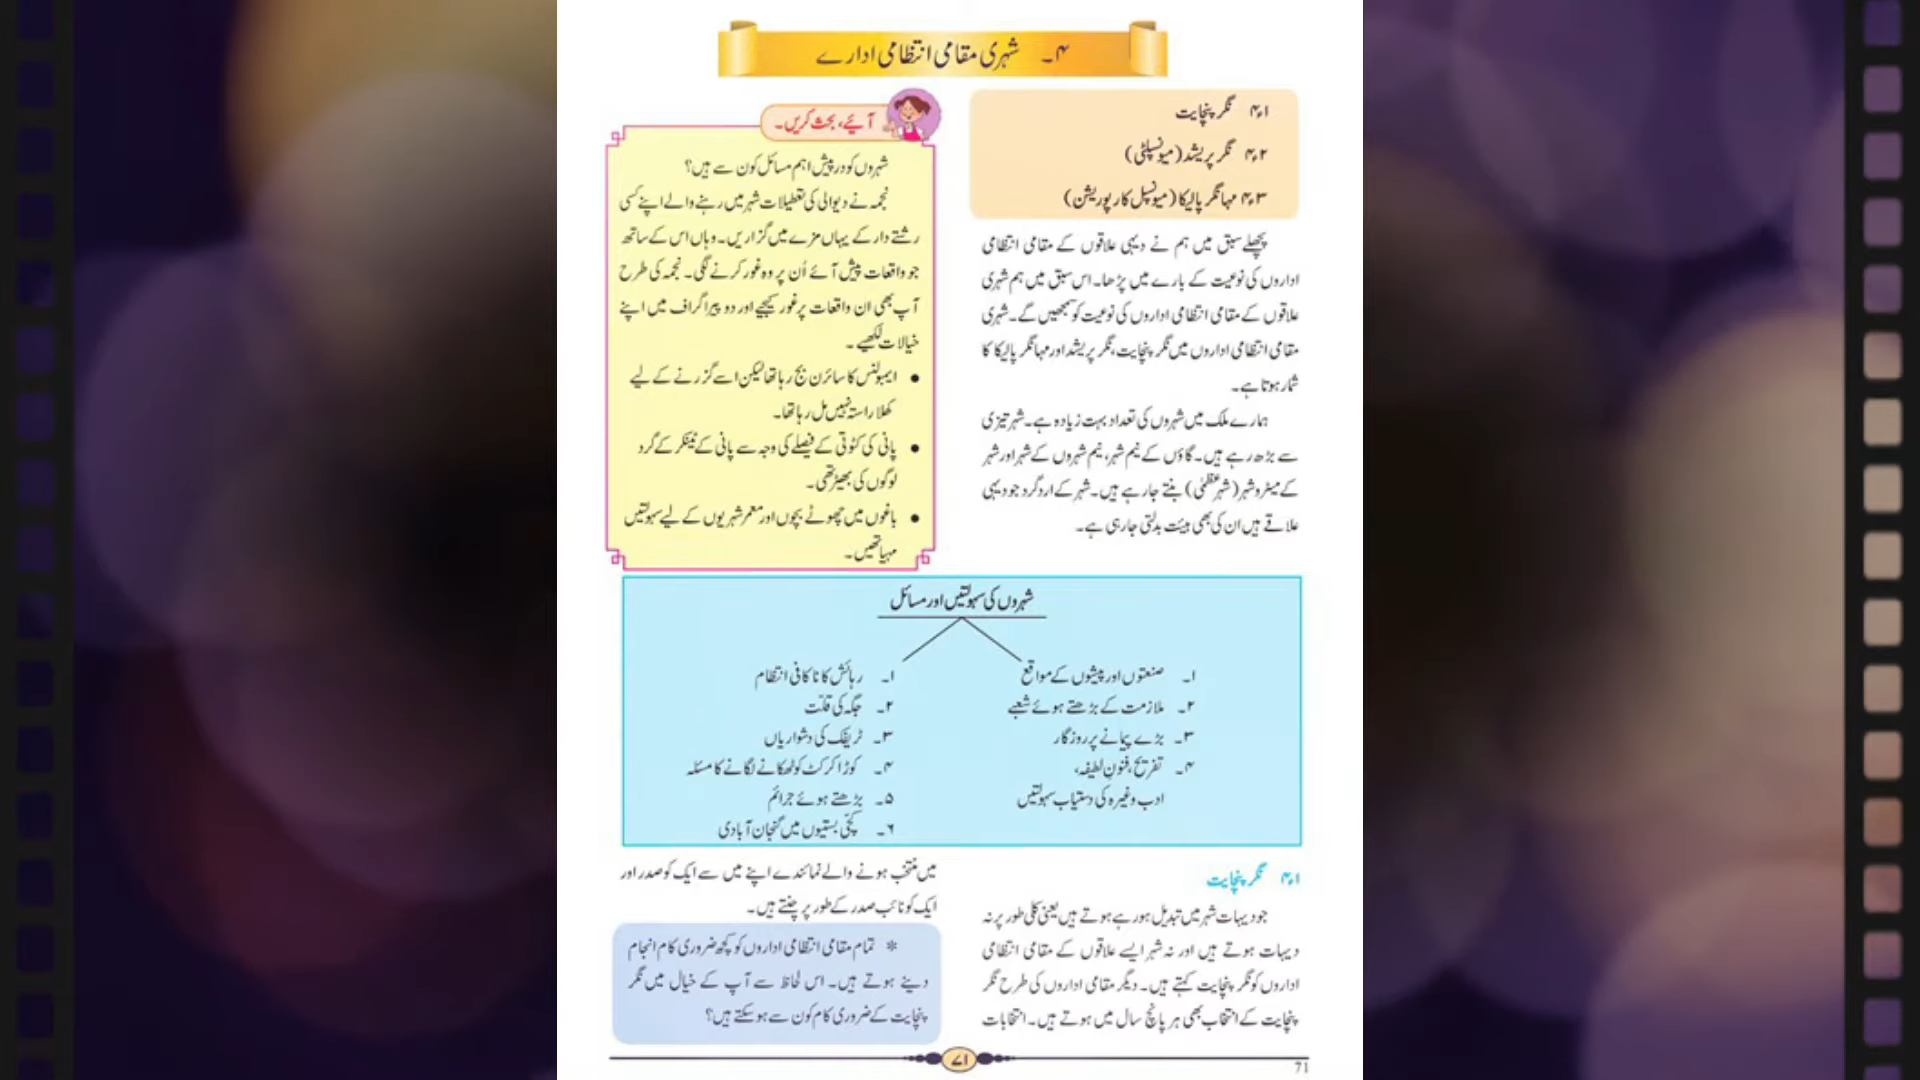 ۴۔ شہری مقامی انتظامی ادارے
۴ء۱ نگر پنچایت
۴ء۲ نگر پریشد (میونسپلٹی)
۴ء۳ مہانگر پالیکا (میونسپل کارپوریشن)
پچھلے سبق میں ہم نے دیہی علاقوں کے مقامی انتظامی
اداروں کی نوعیت کے بارے میں پڑھا۔ اس سبق میں ہم شہری
علاقوں کے مقامی انتظامی اداروں کی نوعیت کو سمجھیں گے۔ شہری
مقامی انتظامی اداروں میں نگر پنچایت، نگر پریشد اور مہانگر پالیکا کا
شمار ہوتا ہے۔
ہمارے ملک میں شہروں کی تعداد بہت زیادہ ہے۔ شہر تیزی
سے بڑھ رہے ہیں۔ گاؤں کے نیم شہر، نیم شہروں کے شہر اور شہر
کے میٹرو شہر (شہرِ عظمیٰ) بنتے جارہے ہیں۔ شہر کے اردگرد جو دیہی
علاقے ہیں ان کی بھی ہیئت بدلتی جارہی ہے۔
آئیے، بحث کریں۔
شہروں کو درپیش اہم مسائل کون سے ہیں؟
نجمہ نے دیوالی کی تعطیلات شہر میں رہنے والے اپنے کسی
رشتے دار کے یہاں مزے میں گزاریں۔ وہاں اس کے ساتھ
جو واقعات پیش آئے اُن پر وہ غور کرنے لگی۔ نجمہ کی طرح
آپ بھی ان واقعات پر غور کیجیے اور دو پیراگراف میں اپنے
خیالات لکھیے۔
• ایمبولنس کا سائرن بج رہا تھا لیکن اسے گزرنے کے لیے
کھلا راستہ نہیں مل رہا تھا۔
• پانی کی کٹوتی کے فیصلے کی وجہ سے پانی کے ٹینکر کے گرد
لوگوں کی بھیڑ تھی۔
• باغوں میں چھوٹے بچوں اور معمر شہریوں کے لیے سہولتیں
مہیا تھیں۔
شہروں کی سہولتیں اور مسائل
۱۔ صنعتوں اور پیشوں کے مواقع
۲۔ ملازمت کے بڑھتے ہوئے شعبے
۳۔ بڑے پیمانے پر روزگار
۴۔ تفریح، فنونِ لطیفہ،
ادب وغیرہ کی دستیاب سہولتیں
۱۔ رہائش کا ناکافی انتظام
۲۔ جگہ کی قلّت
۳۔ ٹریفک کی دشواریاں
۴۔ کوڑا کرکٹ کو ٹھکانے لگانے کا مسئلہ
۵۔ بڑھتے ہوئے جرائم
۶۔ کچّی بستیوں میں گنجان آبادی
۴ء۱ نگر پنچایت
جو دیہات شہر میں تبدیل ہو رہے ہوتے ہیں یعنی کُلی طور پر نہ
دیہات ہوتے ہیں اور نہ شہر ایسے علاقوں کے مقامی انتظامی
اداروں کو نگر پنچایت کہتے ہیں۔ دیگر مقامی اداروں کی طرح نگر
پنچایت کے انتخاب بھی ہر پانچ سال میں ہوتے ہیں۔ انتخابات
میں منتخب ہونے والے نمائندے اپنے میں سے ایک کو صدر اور
ایک کو نائب صدر کے طور پر چنتے ہیں۔
* تمام مقامی انتظامی اداروں کو کچھ ضروری کام انجام
دینے ہوتے ہیں۔ اس لحاظ سے آپ کے خیال میں نگر
پنچایت کے ضروری کام کون سے ہوسکتے ہیں؟
۷۱
71